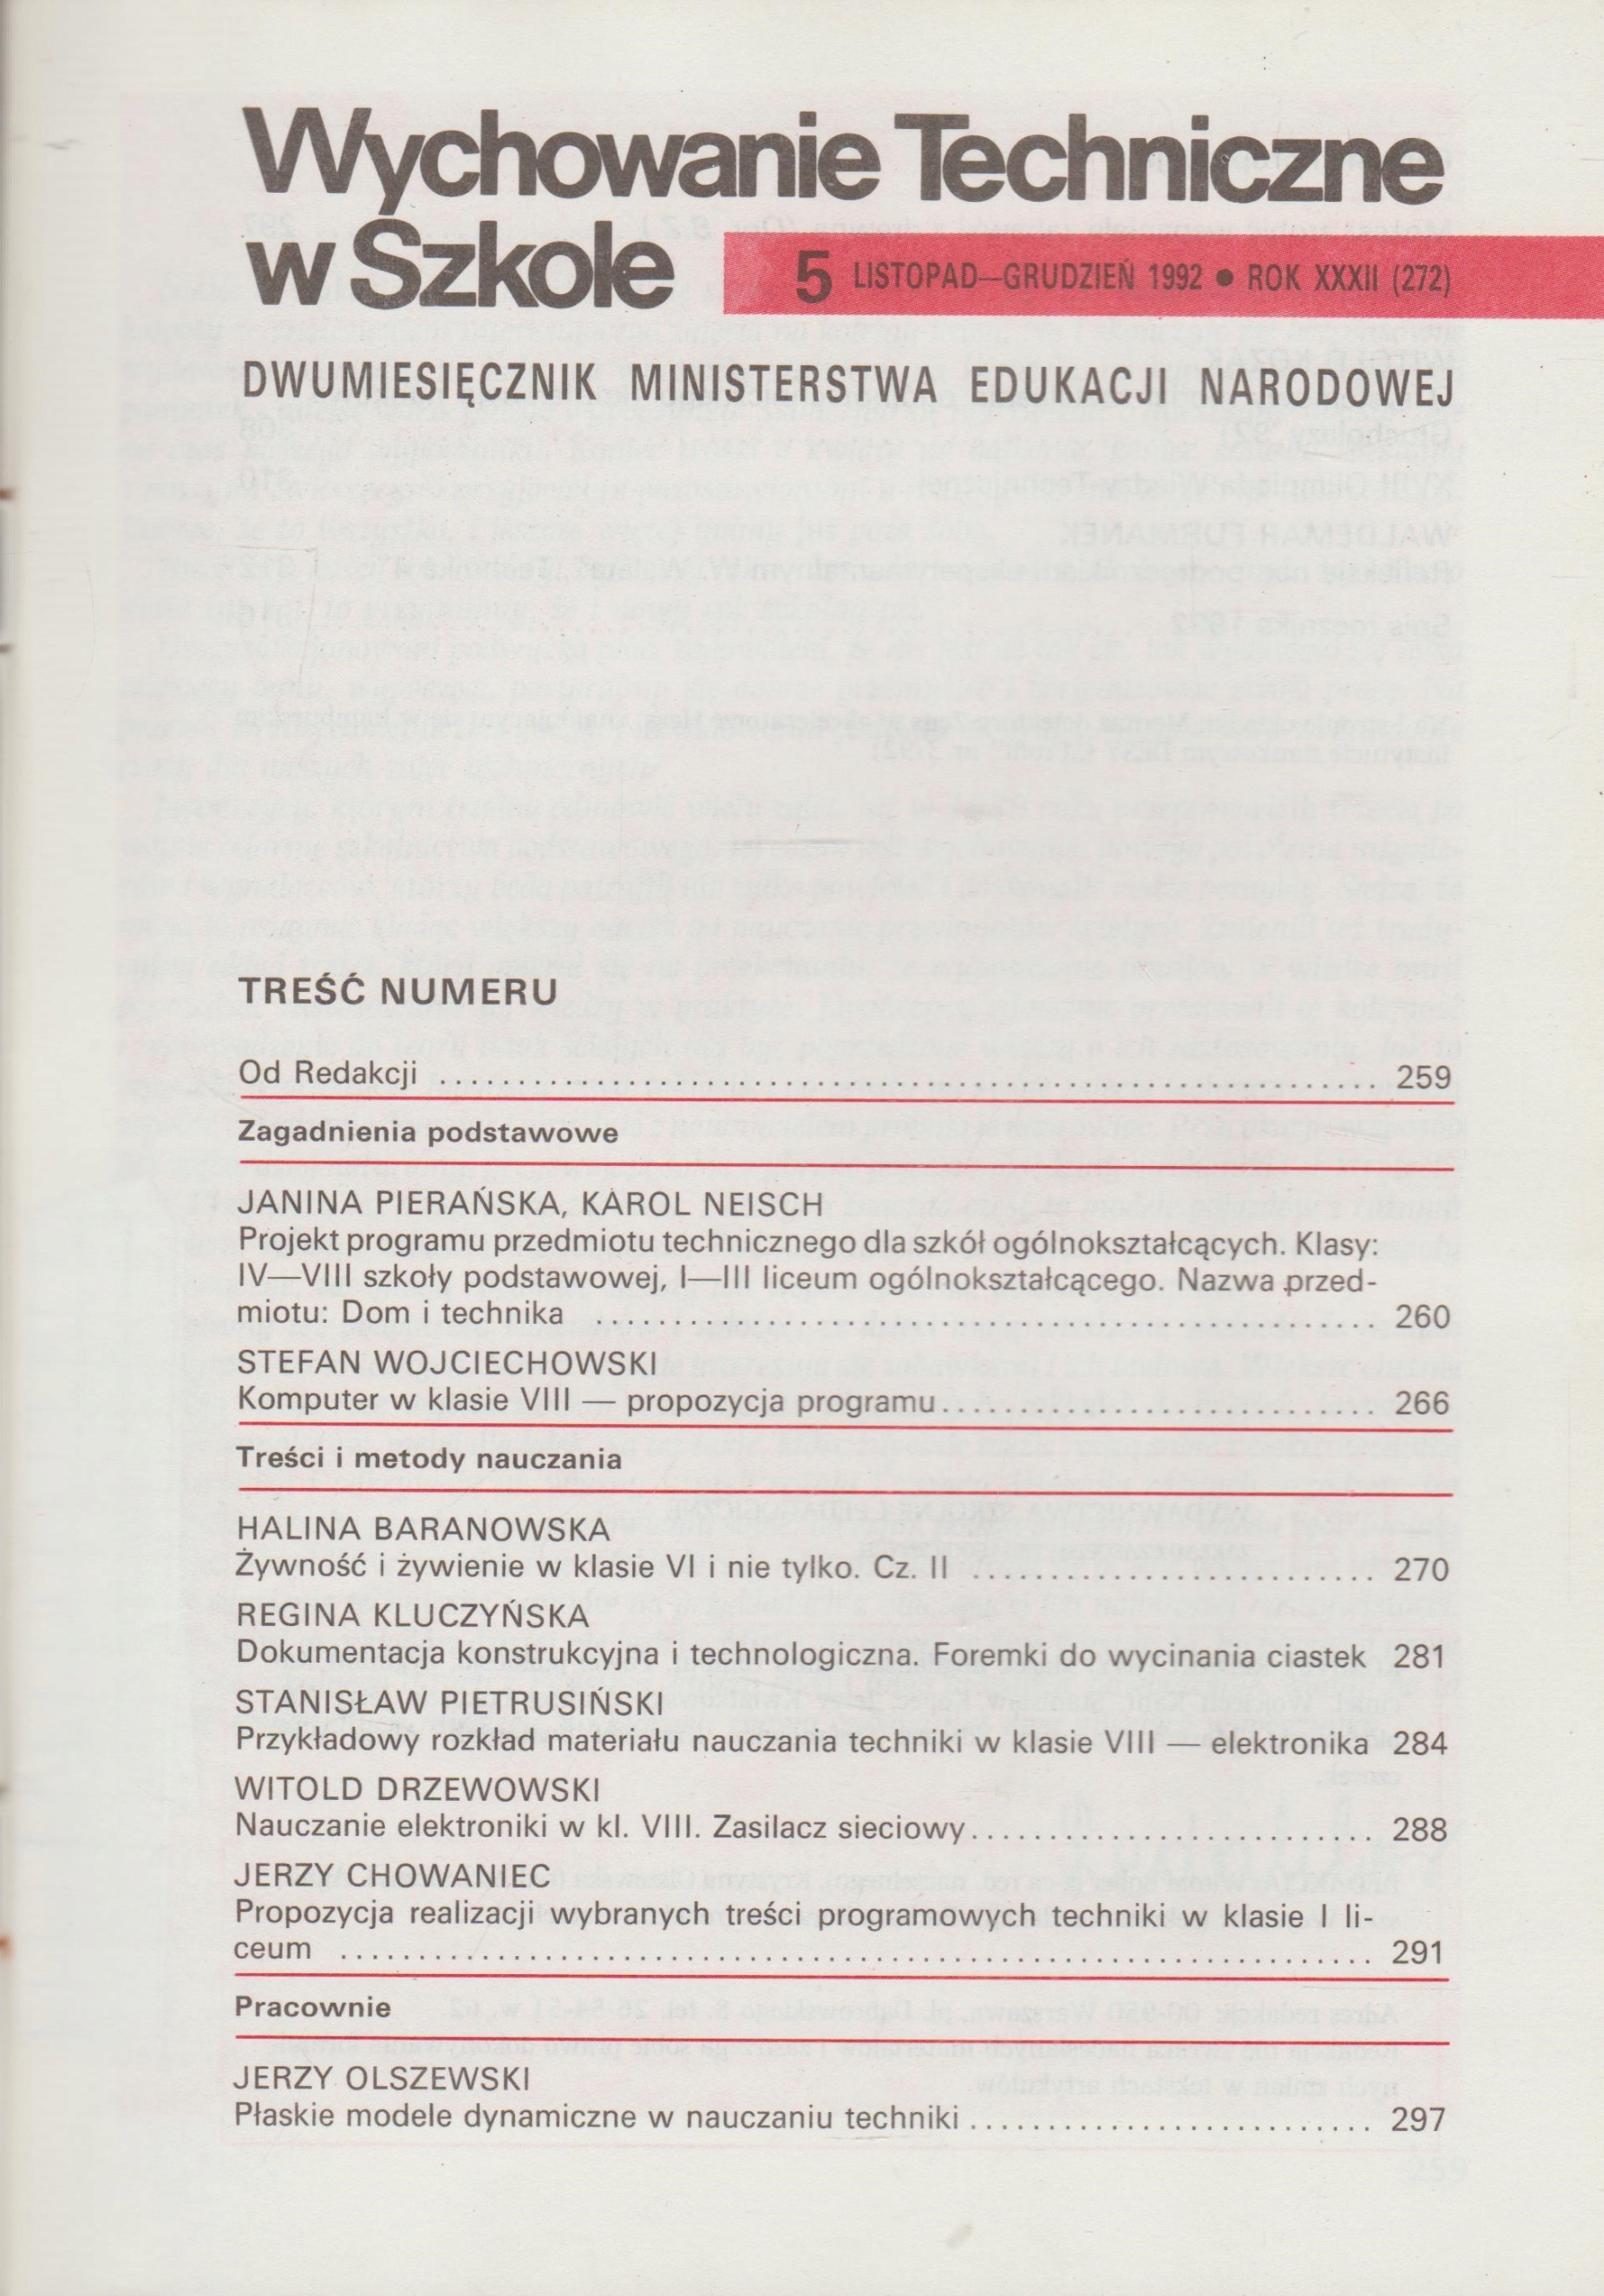 Wychowanie Techniczne
w Szkole
5 LISTOPAD—GRUDZIEŃ 1992 ● ROK XXXII (272)
DWUMIESIĘCZNIK MINISTERSTWA EDUKACJI NARODOWEJ
TREŚĆ NUMERU
Od Redakcji ............................................................ 259
Zagadnienia podstawowe
JANINA PIERAŃSKA, KAROL NEISCH
Projekt programu przedmiotu technicznego dla szkół ogólnokształcących. Klasy:
IV—VIII szkoły podstawowej, I—III liceum ogólnokształcącego. Nazwa przed-
miotu: Dom i technika .................................................. 260
STEFAN WOJCIECHOWSKI
Komputer w klasie VIII — propozycja programu............................ 266
Treści i metody nauczania
HALINA BARANOWSKA
Żywność i żywienie w klasie VI i nie tylko. Cz. II .......................... 270
REGINA KLUCZYŃSKA
Dokumentacja konstrukcyjna i technologiczna. Foremki do wycinania ciastek 281
STANISŁAW PIETRUSIŃSKI
Przykładowy rozkład materiału nauczania techniki w klasie VIII — elektronika 284
WITOLD DRZEWOWSKI
Nauczanie elektroniki w kl. VIII. Zasilacz sieciowy.......................... 288
JERZY CHOWANIEC
Propozycja realizacji wybranych treści programowych techniki w klasie I li-
ceum .................................................................. 291
Pracownie
JERZY OLSZEWSKI
Płaskie modele dynamiczne w nauczaniu techniki .......................... 297